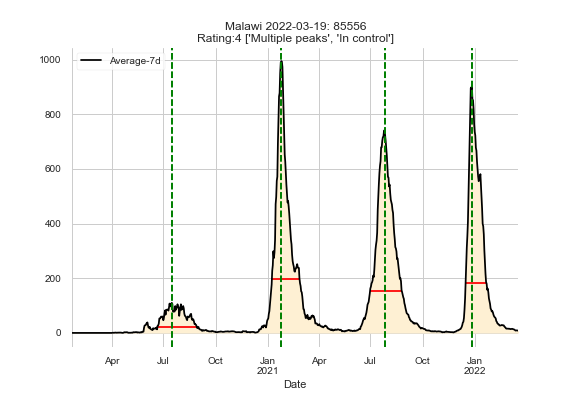 Malawi 2022-03-19: 85556
Rating:4 ['Multiple peaks', 'In control']
Average-7d
1000
800
600
400
200
0
Apr Jul Oct Jan Apr Jul Oct Jan
2021 2022
Date